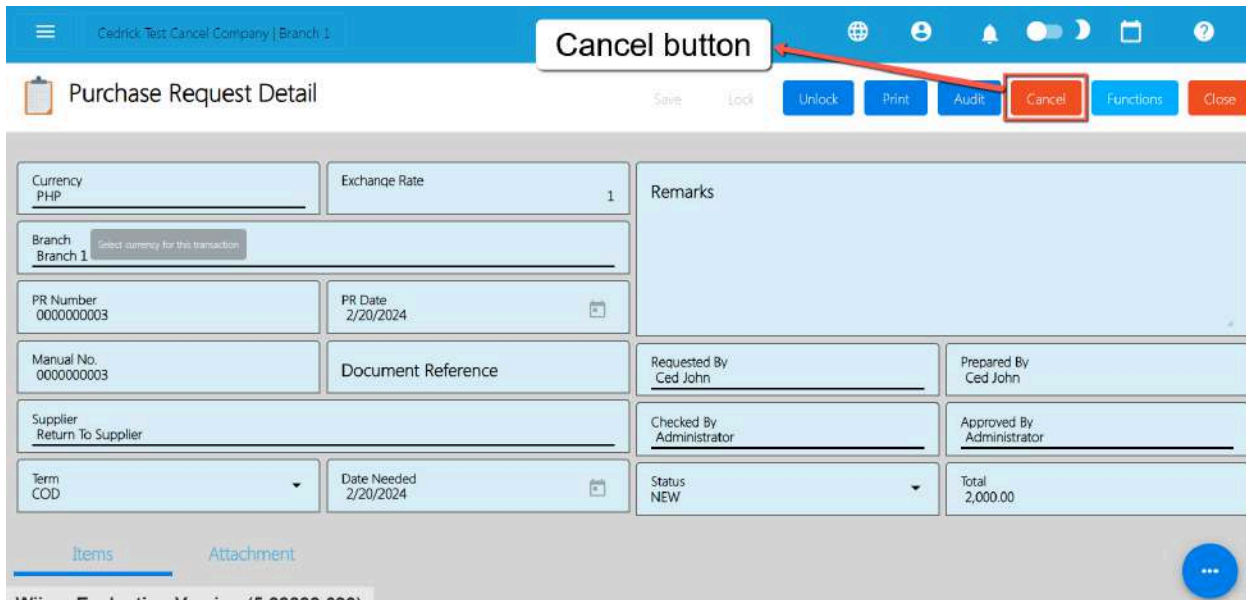 Cedrick Test Cancel Company | Branch 1
Cancel button
Purchase Request Detail
Save Lock Unlock Print Audit Cancel Functions Close
Currency
PHP
Exchange Rate
1
Remarks
Branch
Branch 1
Select currency for this transaction
PR Number
0000000003
PR Date
2/20/2024
Manual No.
0000000003
Document Reference
Requested By
Ced John
Prepared By
Ced John
Supplier
Return To Supplier
Checked By
Administrator
Approved By
Administrator
Term
COD
Date Needed
2/20/2024
Status
NEW
Total
2,000.00
Items Attachment